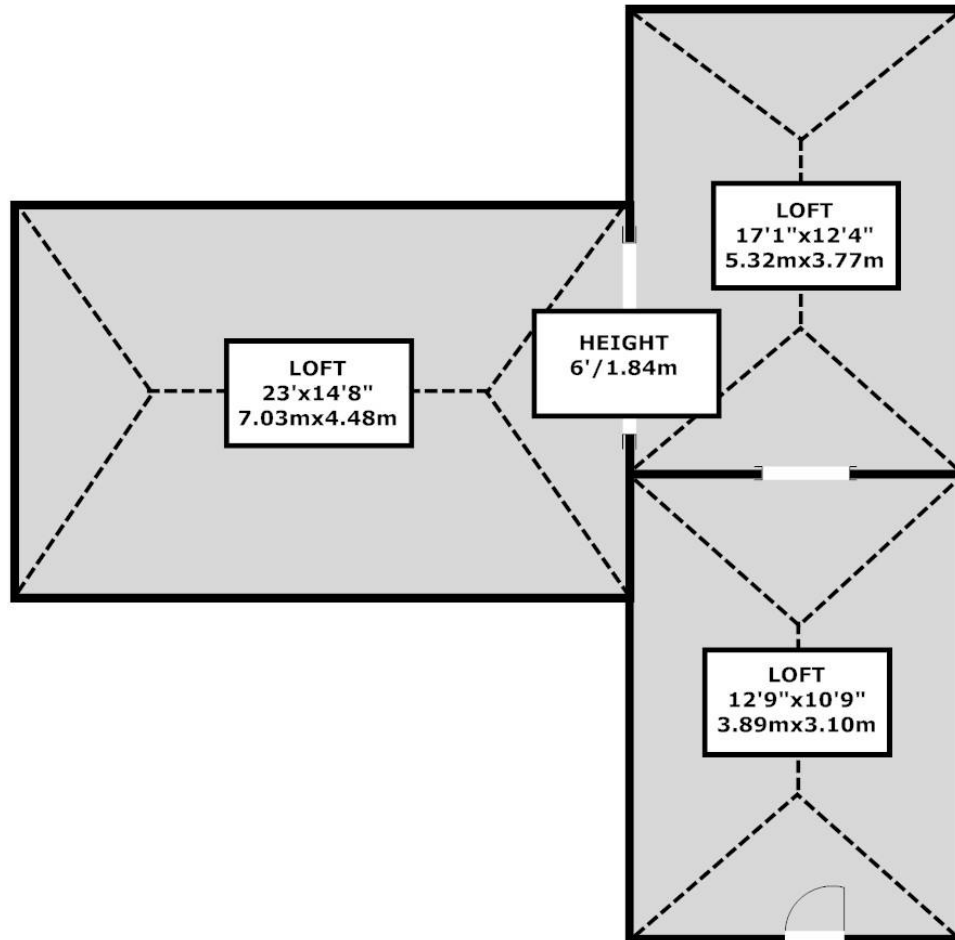 LOFT
17'1"x12'4"
5.32mx3.77m
HEIGHT
6'/1.84m
LOFT
23'x14'8"
7.03mx4.48m
LOFT
12'9"x10'9"
3.89mx3.10m